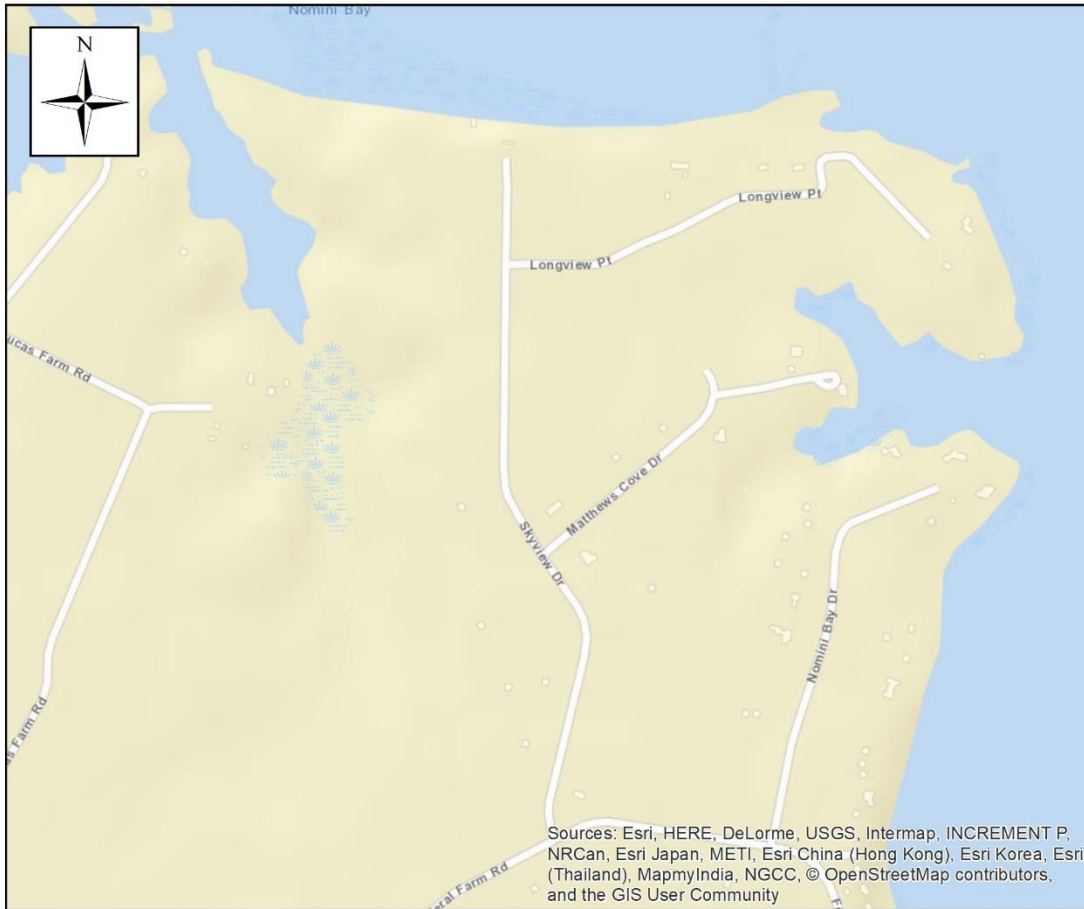 Nomini Bay
N
Longview Pt
Longview Pt
ucas Farm Rd
Matthews Cove Dr
Skyview Dr
Nomini Bay Dr
as Farm Rd
eral Farm Rd
Sources: Esri, HERE, DeLorme, USGS, Intermap, INCREMENT P,
NRCan, Esri Japan, METI, Esri China (Hong Kong), Esri Korea, Esri
(Thailand), MapmyIndia, NGCC, © OpenStreetMap contributors,
and the GIS User Community